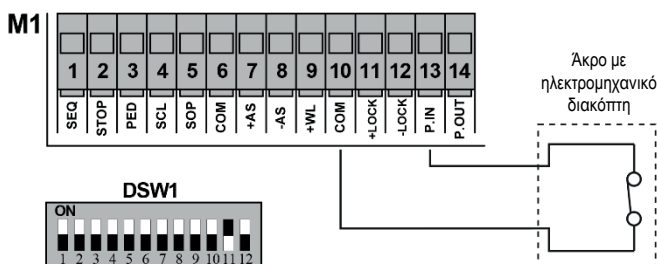 M1
1 2 3 4 5 6 7 8 9 10 11 12 13 14
SEQ STOP PED SCL SOP COM +AS -AS +WL COM +LOCK -LOCK P.IN P.OUT
Άκρο με
ηλεκτρομηχανικό
διακόπτη
DSW1
ON
1 2 3 4 5 6 7 8 9 10 11 12